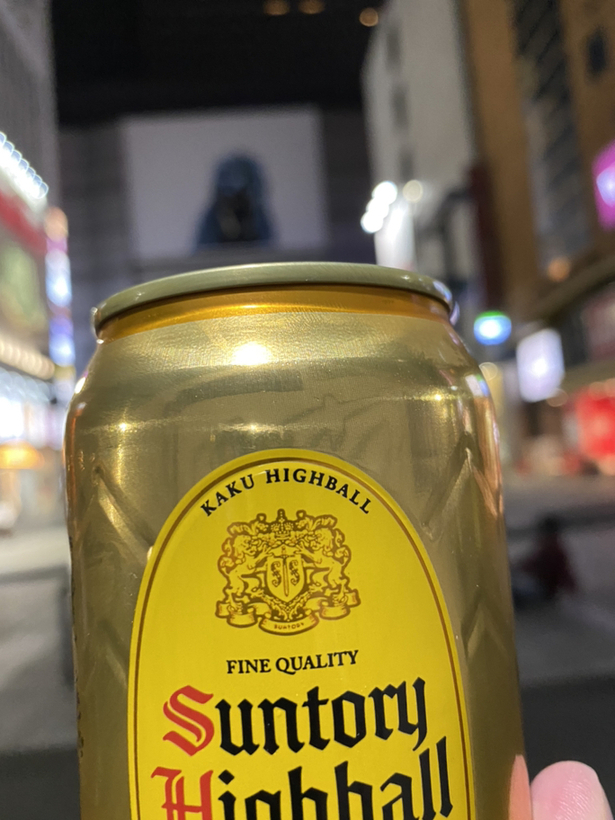 KAKU HIGHBALL
SUNTORY
FINE QUALITY
Suntory
Highball